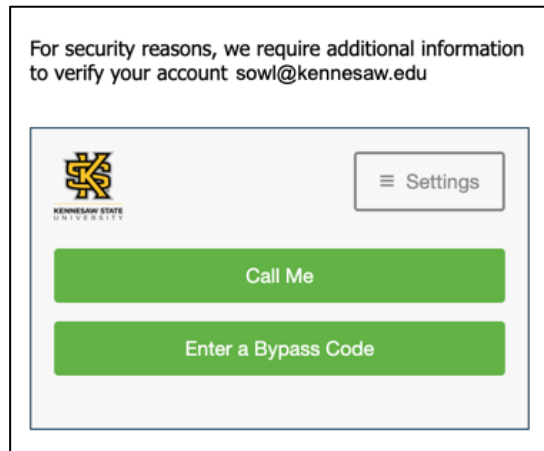 For security reasons, we require additional information
to verify your account sowl@kennesaw.edu
KS
KENNESAW STATE
UNIVERSITY
≡ Settings
Call Me
Enter a Bypass Code